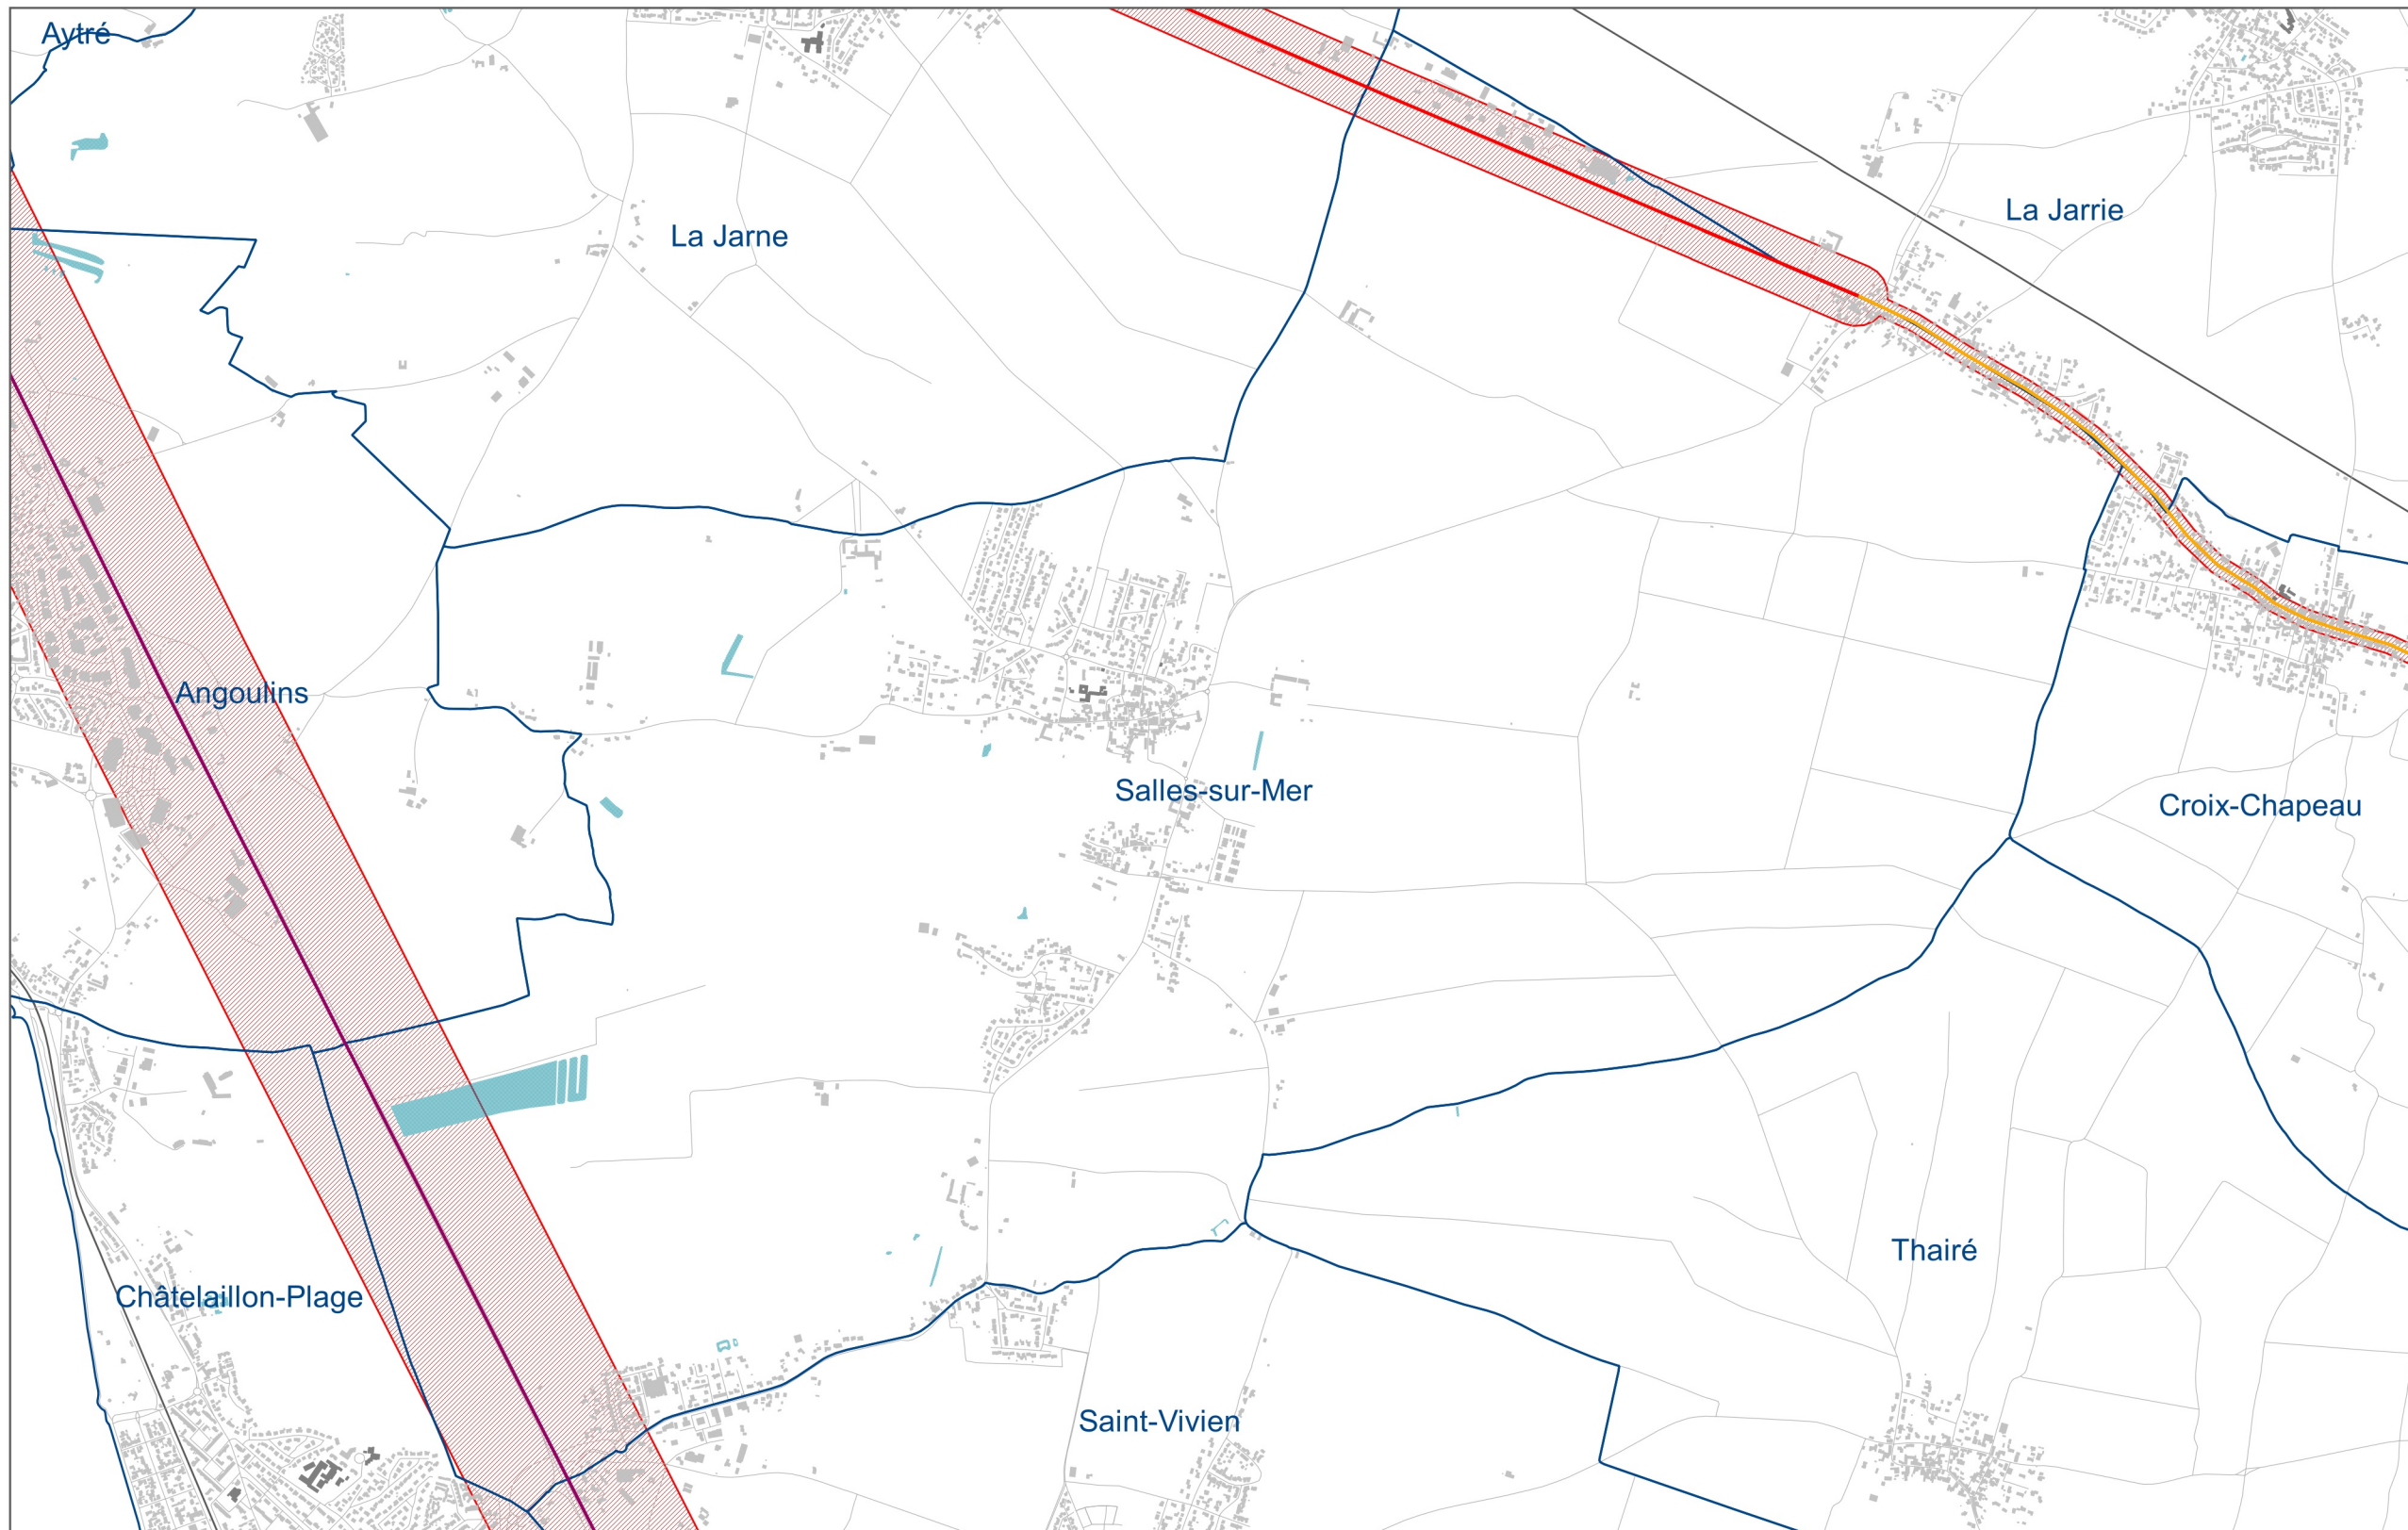 Aytré
La Jarne
La Jarrie
Angoulins
Salles-sur-Mer
Croix-Chapeau
Thairé
Châtelaillon-Plage
Saint-Vivien